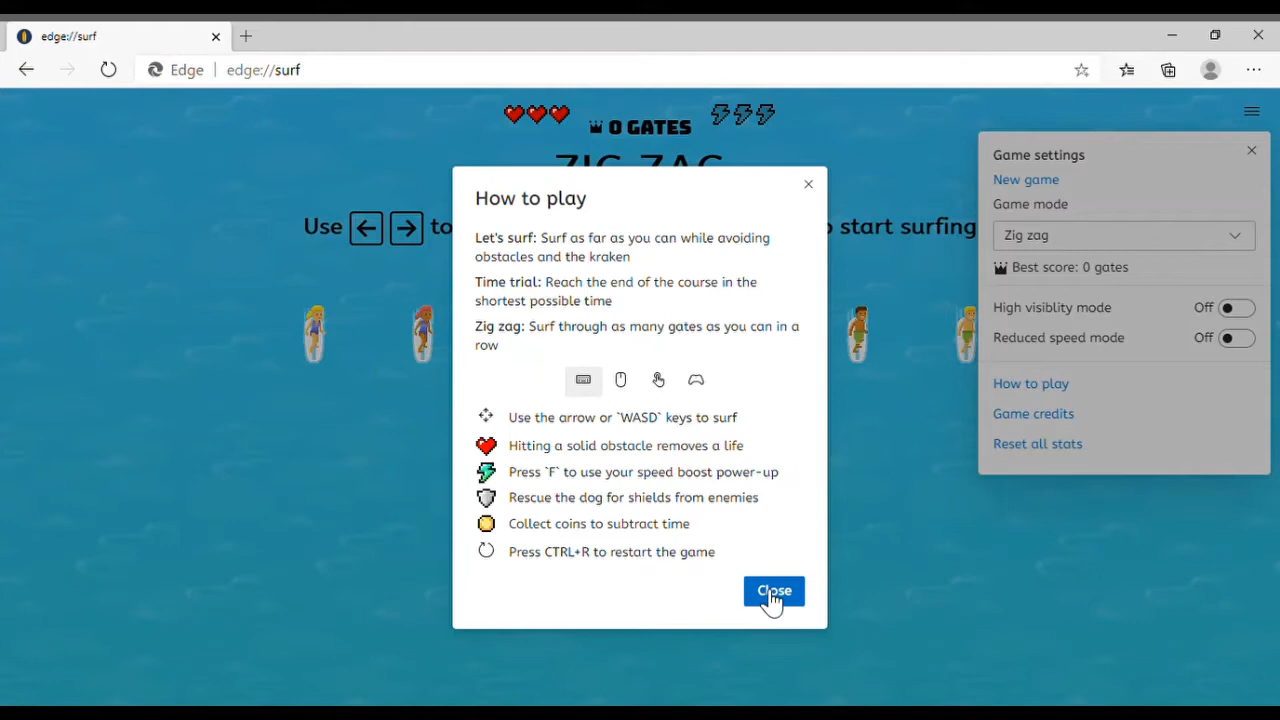 edge://surf
Edge | edge://surf
0 GATES
ZIG ZAG
Use ← → to
o start surfing
How to play
Let's surf: Surf as far as you can while avoiding
obstacles and the kraken
Time trial: Reach the end of the course in the
shortest possible time
Zig zag: Surf through as many gates as you can in a
row
Use the arrow or `WASD` keys to surf
Hitting a solid obstacle removes a life
Press `F` to use your speed boost power-up
Rescue the dog for shields from enemies
Collect coins to subtract time
Press CTRL+R to restart the game
Close
Game settings
New game
Game mode
Zig zag
Best score: 0 gates
High visiblity mode Off
Reduced speed mode Off
How to play
Game credits
Reset all stats